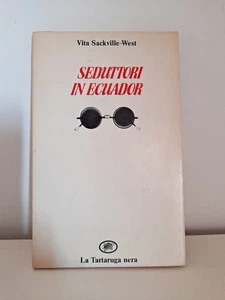 Vita Sackville-West
SEDUTTORI
IN ECUADOR
La Tartaruga nera